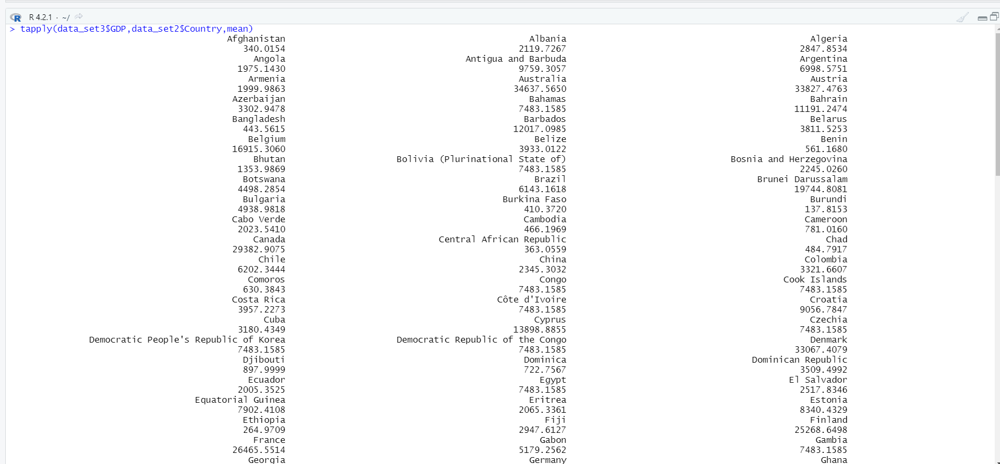 R 4.2.1 · ~/
> tapply(data_set3$GDP,data_set2$Country,mean)
Afghanistan Albania Algeria
340.0154 2119.7267 2847.8534
Angola Antigua and Barbuda Argentina
1975.1430 9759.3057 6998.5751
Armenia Australia Austria
1999.9863 34637.5650 33827.4763
Azerbaijan Bahamas Bahrain
3302.9478 7483.1585 11191.2474
Bangladesh Barbados Belarus
443.5615 12017.0985 3811.5253
Belgium Belize Benin
16915.3060 3933.0122 561.1680
Bhutan Bolivia (Plurinational State of) Bosnia and Herzegovina
1353.9869 7483.1585 2245.0260
Botswana Brazil Brunei Darussalam
4498.2854 6143.1618 19744.8081
Bulgaria Burkina Faso Burundi
4938.9818 410.3720 137.8153
Cabo Verde Cambodia Cameroon
2023.5410 466.1969 781.0160
Canada Central African Republic Chad
29382.9075 363.0559 484.7917
Chile China Colombia
6202.3444 2345.3032 3321.6607
Comoros Congo Cook Islands
630.3843 7483.1585 7483.1585
Costa Rica Côte d'Ivoire Croatia
3957.2273 7483.1585 9056.7847
Cuba Cyprus Czechia
3180.4349 13898.8855 7483.1585
Democratic People's Republic of Korea Democratic Republic of the Congo Denmark
7483.1585 7483.1585 33067.4079
Djibouti Dominica Dominican Republic
897.9999 722.7567 3509.4992
Ecuador Egypt El Salvador
2005.3525 7483.1585 2517.8346
Equatorial Guinea Eritrea Estonia
7902.4108 2065.3361 8340.4329
Ethiopia Fiji Finland
264.9709 2947.6127 25268.6498
France Gabon Gambia
26465.5514 5179.2562 7483.1585
Georgia Germany Ghana